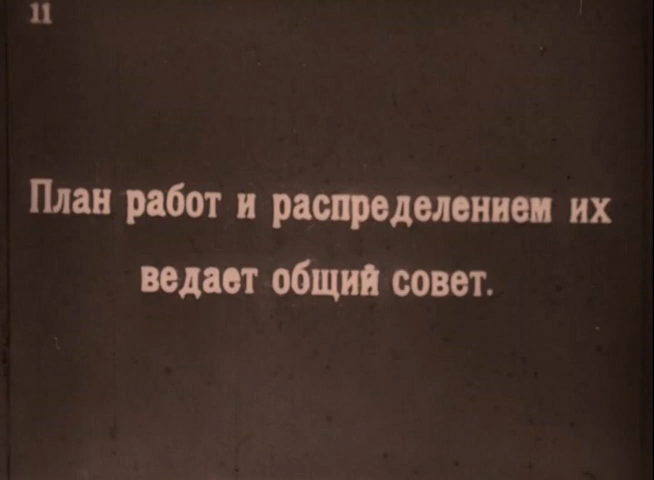 11
План работ и распределением их
ведает общий совет.